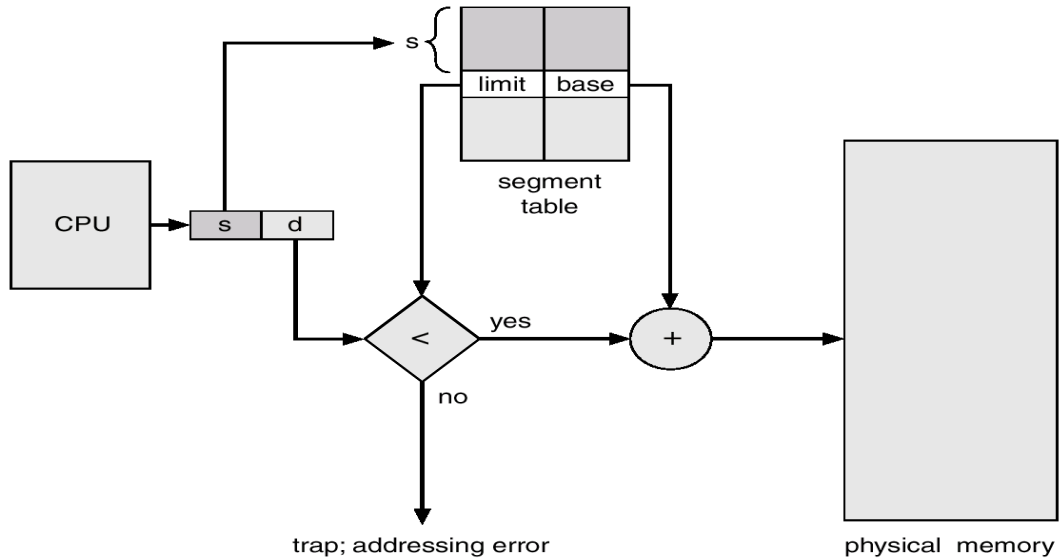 s
limit base
segment
table
CPU
s d
<
yes
+
no
trap; addressing error
physical memory